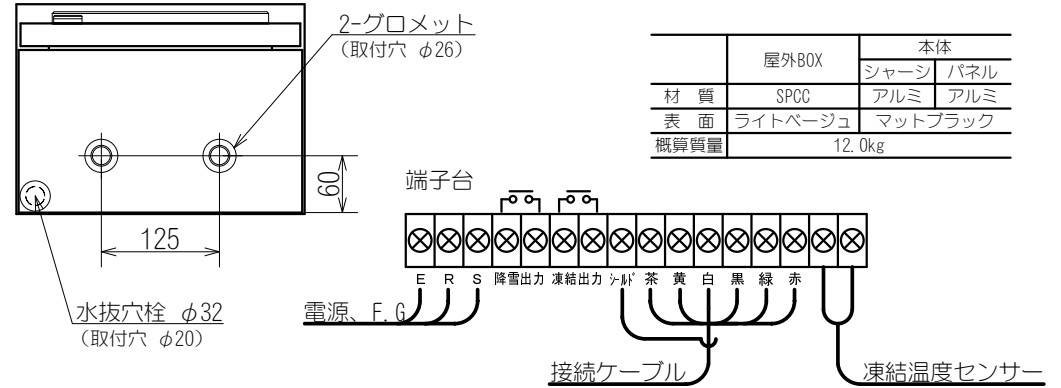 2-グロメット
(取付穴 φ26)
60
125
水抜穴栓 φ32
(取付穴 φ20)
屋外BOX 本体
シャーシ パネル
材 質 SPCC アルミ アルミ
表 面 ライトベージュ マットブラック
概算質量 12.0kg
端子台
E R S 降雪出力 凍結出力 シールド 茶 黄 白 黒 緑 赤
電源、F.G
接続ケーブル
凍結温度センサー